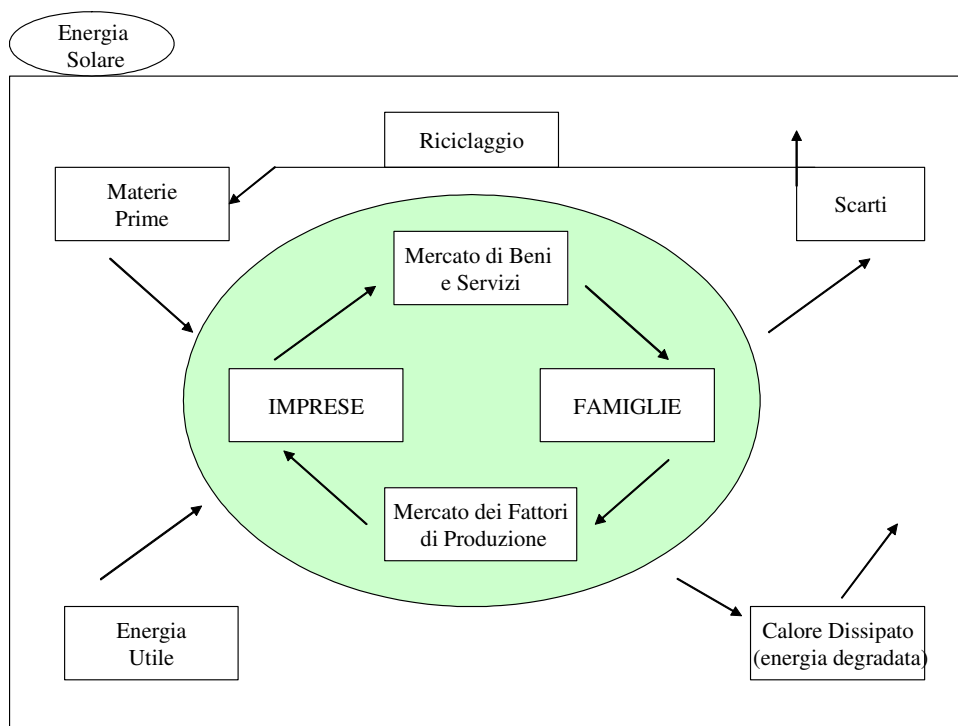 Energia
Solare
Riciclaggio
Materie
Prime
Scarti
Mercato di Beni
e Servizi
IMPRESE
FAMIGLIE
Mercato dei Fattori
di Produzione
Energia
Utile
Calore Dissipato
(energia degradata)